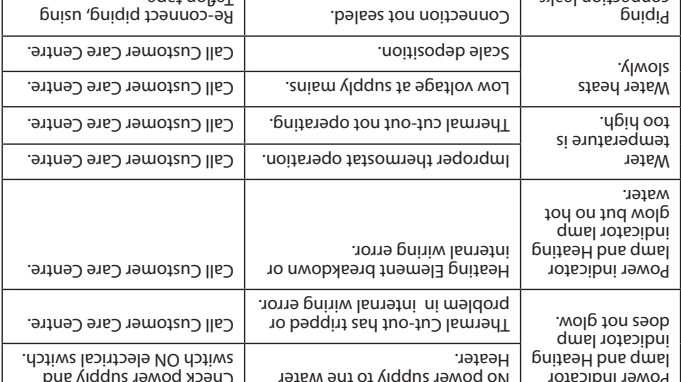 Power indicator
lamp and Heating
indicator lamp
does not glow.
No power supply to the Water
Heater.
Check power supply and
switch ON electrical switch.
Thermal Cut-out has tripped or
problem in internal wiring error.
Call Customer Care Centre.
Power indicator
lamp and Heating
indicator lamp
glow but no hot
water.
Heating Element breakdown or
internal wiring error.
Call Customer Care Centre.
Water
temperature is
too high.
Improper thermostat operation.
Call Customer Care Centre.
Thermal cut-out not operating.
Call Customer Care Centre.
Water heats
slowly.
Low voltage at supply mains.
Call Customer Care Centre.
Scale deposition.
Call Customer Care Centre.
Piping
connection leaks
Connection not sealed.
Re-connect piping, using
Teflon tape